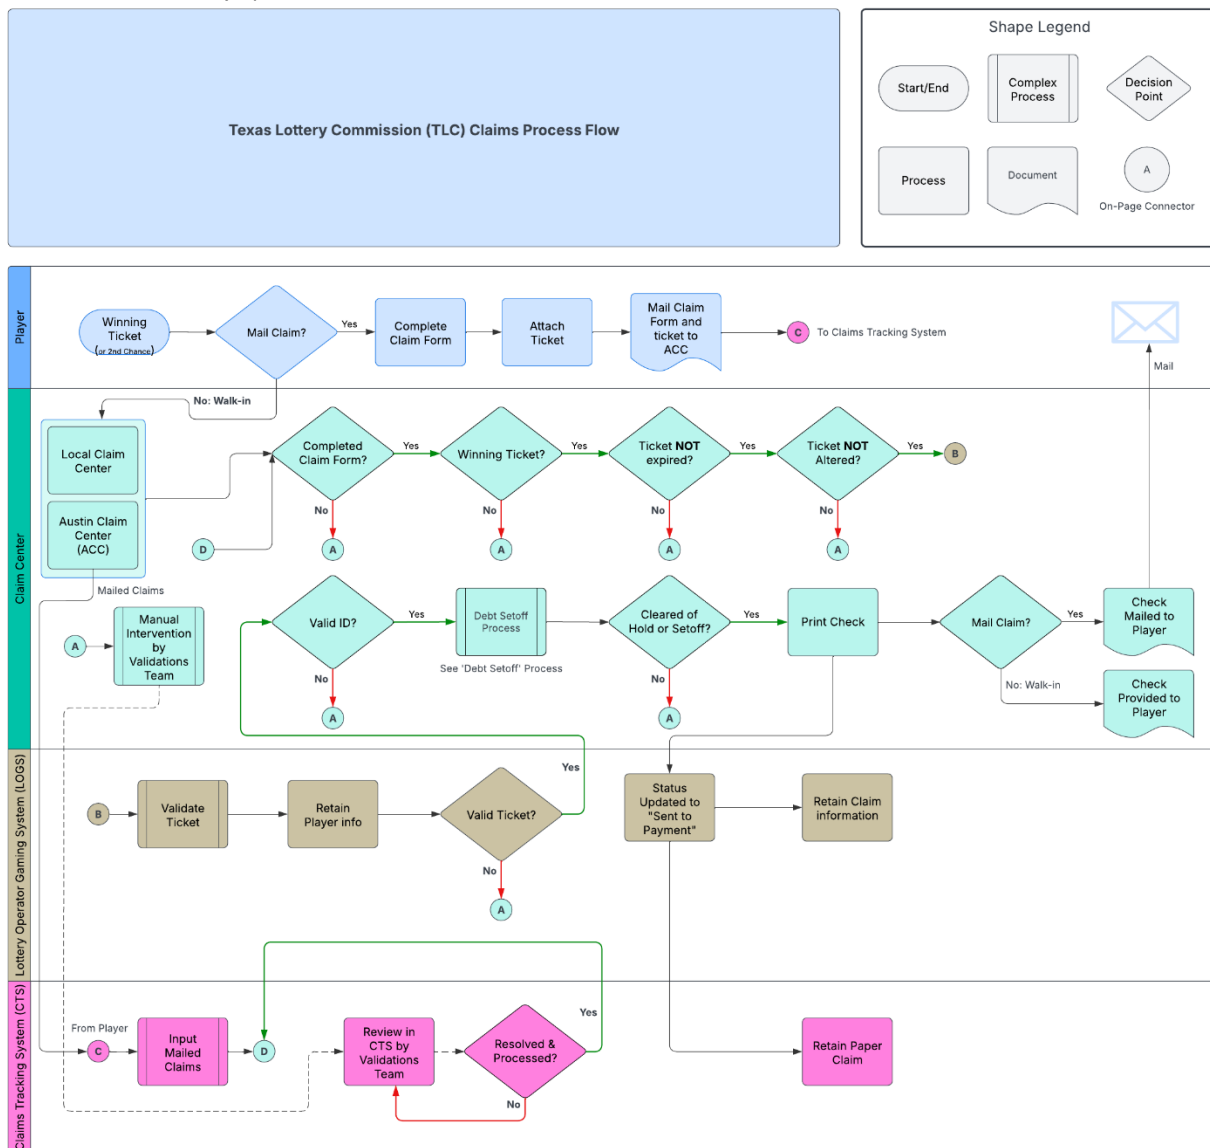 Texas Lottery Commission (TLC) Claims Process Flow
Shape Legend
Start/End
Complex
Process
Decision
Point
Process
Document
A
On-Page Connector
Player
Winning
Ticket
(or 2nd Chance)
Mail Claim?
Yes
Complete
Claim Form
Attach
Ticket
Mail Claim
Form and
ticket to
ACC
C
To Claims Tracking System
Mail
No: Walk-in
Claim Center
Local Claim
Center
Austin Claim
Center
(ACC)
Completed
Claim Form?
Yes
Winning Ticket?
Yes
Ticket NOT
expired?
Yes
Ticket NOT
Altered?
Yes
B
No
No
No
No
D
A
A
A
A
Mailed Claims
A
Manual
Intervention
by
Validations
Team
Valid ID?
Yes
Debt Setoff
Process
See 'Debt Setoff' Process
Cleared of
Hold or Setoff?
Yes
Print Check
Mail Claim?
Yes
Check
Mailed to
Player
No: Walk-in
Check
Provided to
Player
No
No
A
A
Lottery Operator Gaming System (LOGS)
Yes
B
Validate
Ticket
Retain
Player info
Valid Ticket?
Status
Updated to
"Sent to
Payment"
Retain Claim
information
No
A
Claims Tracking System (CTS)
From Player
C
Input
Mailed
Claims
D
Review in
CTS by
Validations
Team
Resolved &
Processed?
Yes
No
Retain Paper
Claim